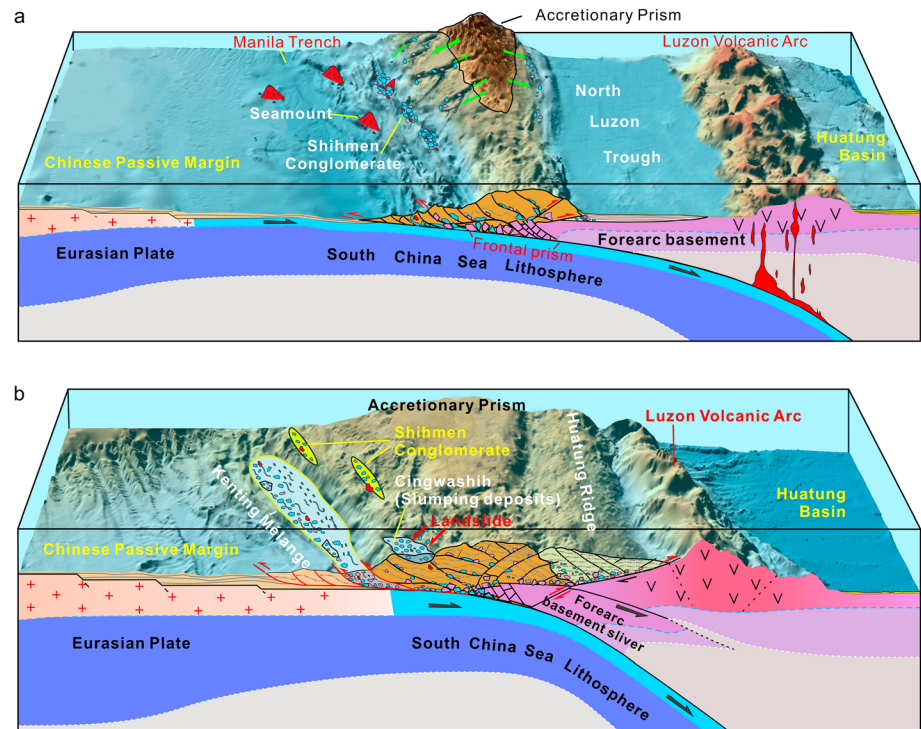 a
Accretionary Prism
Manila Trench
Luzon Volcanic Arc
North
Seamount
Luzon
Shihmen
Conglomerate
Huatung
Basin
Chinese Passive Margin
Trough
Frontal prism
Forearc basement
Eurasian Plate
South China Sea Lithosphere
b
Accretionary Prism
Luzon Volcanic Arc
Shihmen
Conglomerate
Huatung Ridge
Cingwashih
(Slumping deposits)
Landslide
Kenting Mélange
Huatung
Basin
Chinese Passive Margin
Forearc
basement sliver
Eurasian Plate
South China Sea Lithosphere